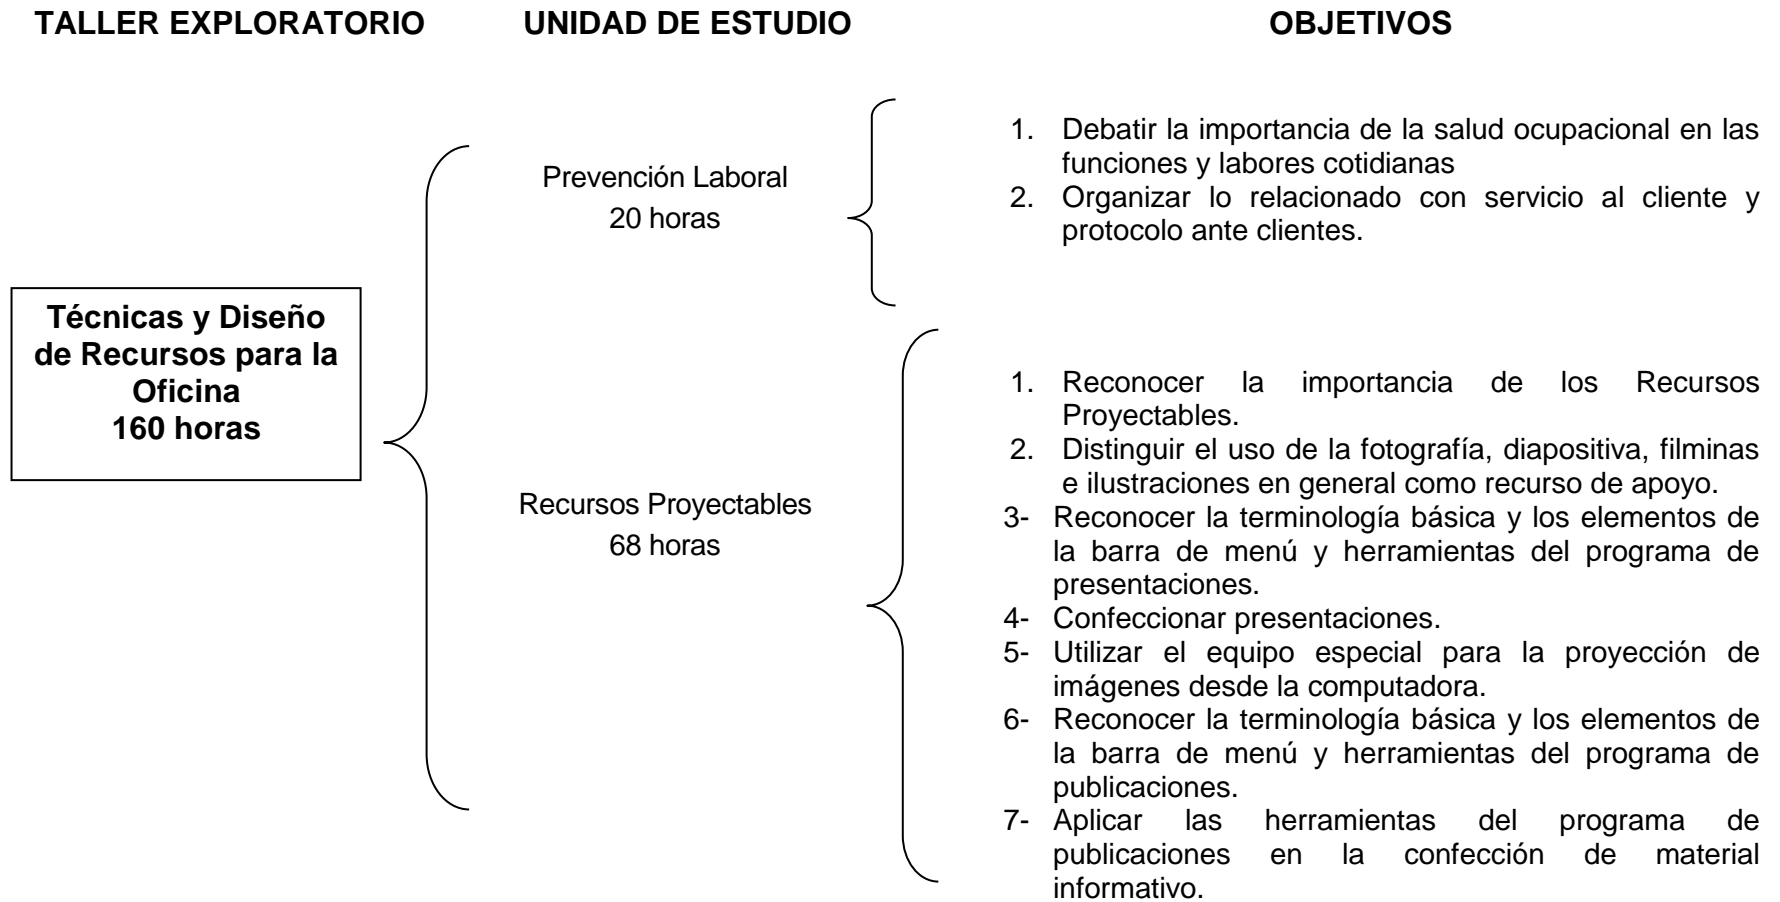 TALLER EXPLORATORIO UNIDAD DE ESTUDIO OBJETIVOS
Técnicas y Diseño
de Recursos para la
Oficina
160 horas
Prevención Laboral
20 horas
1. Debatir la importancia de la salud ocupacional en las
funciones y labores cotidianas
2. Organizar lo relacionado con servicio al cliente y
protocolo ante clientes.
Recursos Proyectables
68 horas
1. Reconocer la importancia de los Recursos
Proyectables.
2. Distinguir el uso de la fotografía, diapositiva, filminas
e ilustraciones en general como recurso de apoyo.
3- Reconocer la terminología básica y los elementos de
la barra de menú y herramientas del programa de
presentaciones.
4- Confeccionar presentaciones.
5- Utilizar el equipo especial para la proyección de
imágenes desde la computadora.
6- Reconocer la terminología básica y los elementos de
la barra de menú y herramientas del programa de
publicaciones.
7- Aplicar las herramientas del programa de
publicaciones en la confección de material
informativo.